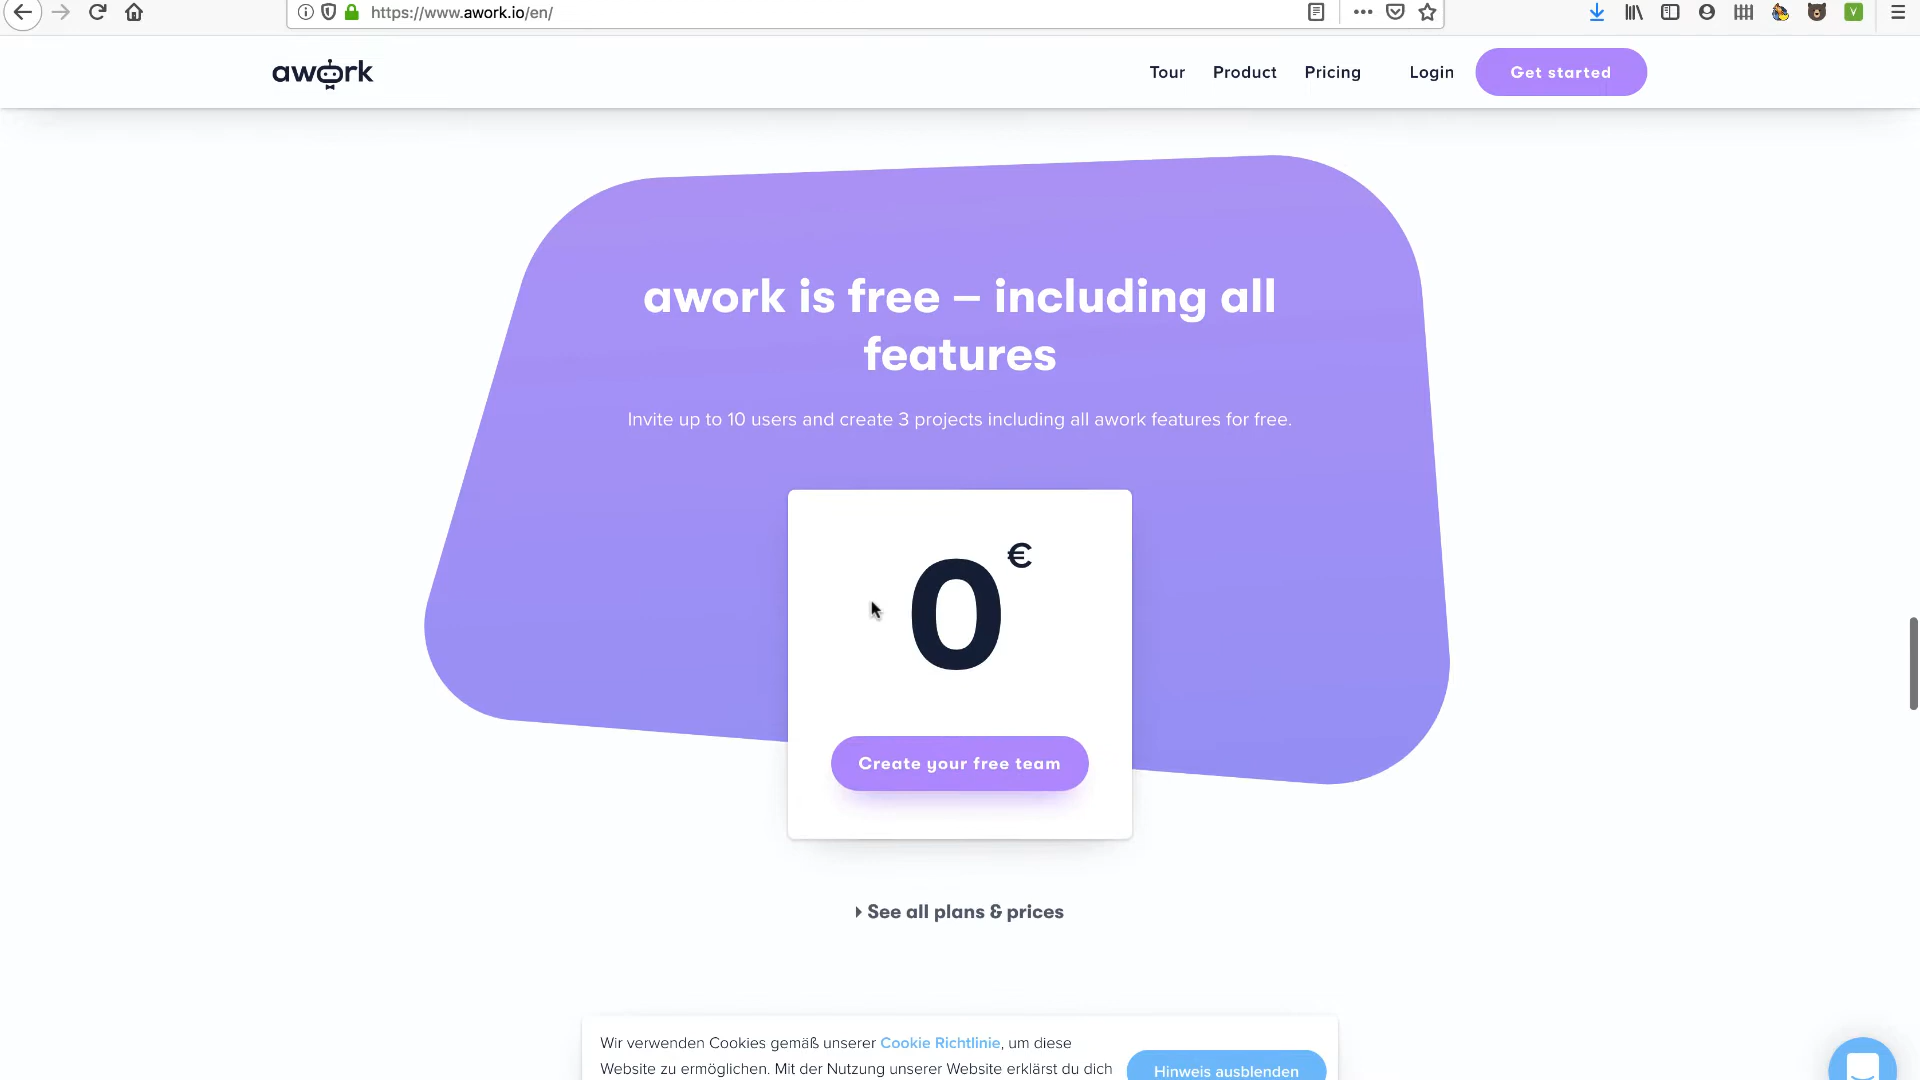 https://www.awork.io/en/
awork
Tour Product Pricing Login Get started
awork is free – including all
features
Invite up to 10 users and create 3 projects including all awork features for free.
0 €
Create your free team
See all plans & prices
Wir verwenden Cookies gemäß unserer Cookie Richtlinie, um diese
Website zu ermöglichen. Mit der Nutzung unserer Website erklärst du dich
Hinweis ausblenden